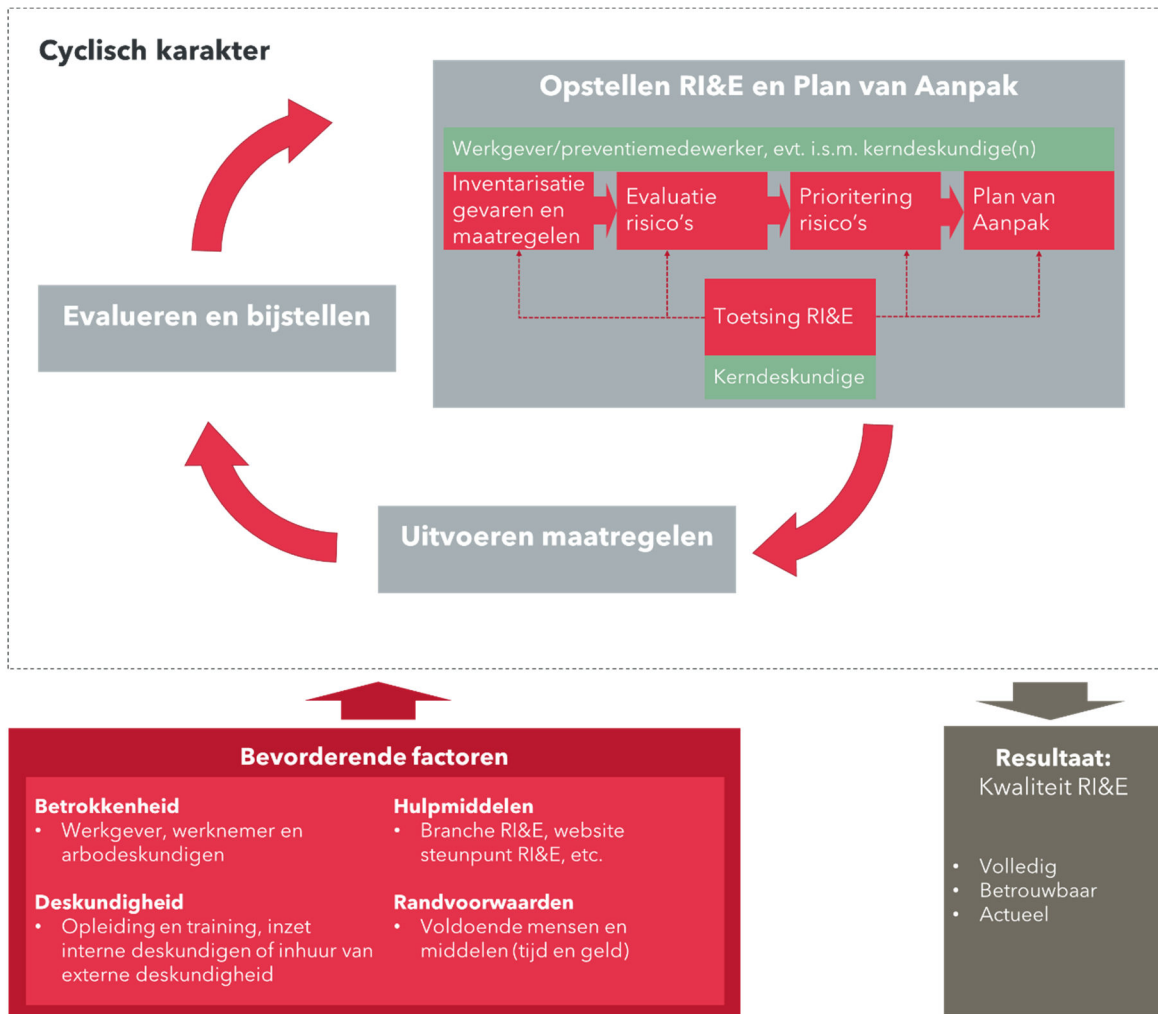 Cyclisch karakter
Opstellen RI&E en Plan van Aanpak
Werkgever/preventiemedewerker, evt. i.s.m. kerndeskundige(n)
Inventarisatie
gevaren en
maatregelen
Evaluatie
risico's
Prioritering
risico's
Plan van
Aanpak
Toetsing RI&E
Kerndeskundige
Evalueren en bijstellen
Uitvoeren maatregelen
Bevorderende factoren
Betrokkenheid
• Werkgever, werknemer en
arbodeskundigen
Deskundigheid
• Opleiding en training, inzet
interne deskundigen of inhuur van
externe deskundigheid
Hulpmiddelen
• Branche RI&E, website
steunpunt RI&E, etc.
Randvoorwaarden
• Voldoende mensen en
middelen (tijd en geld)
Resultaat:
Kwaliteit RI&E
• Volledig
• Betrouwbaar
• Actueel